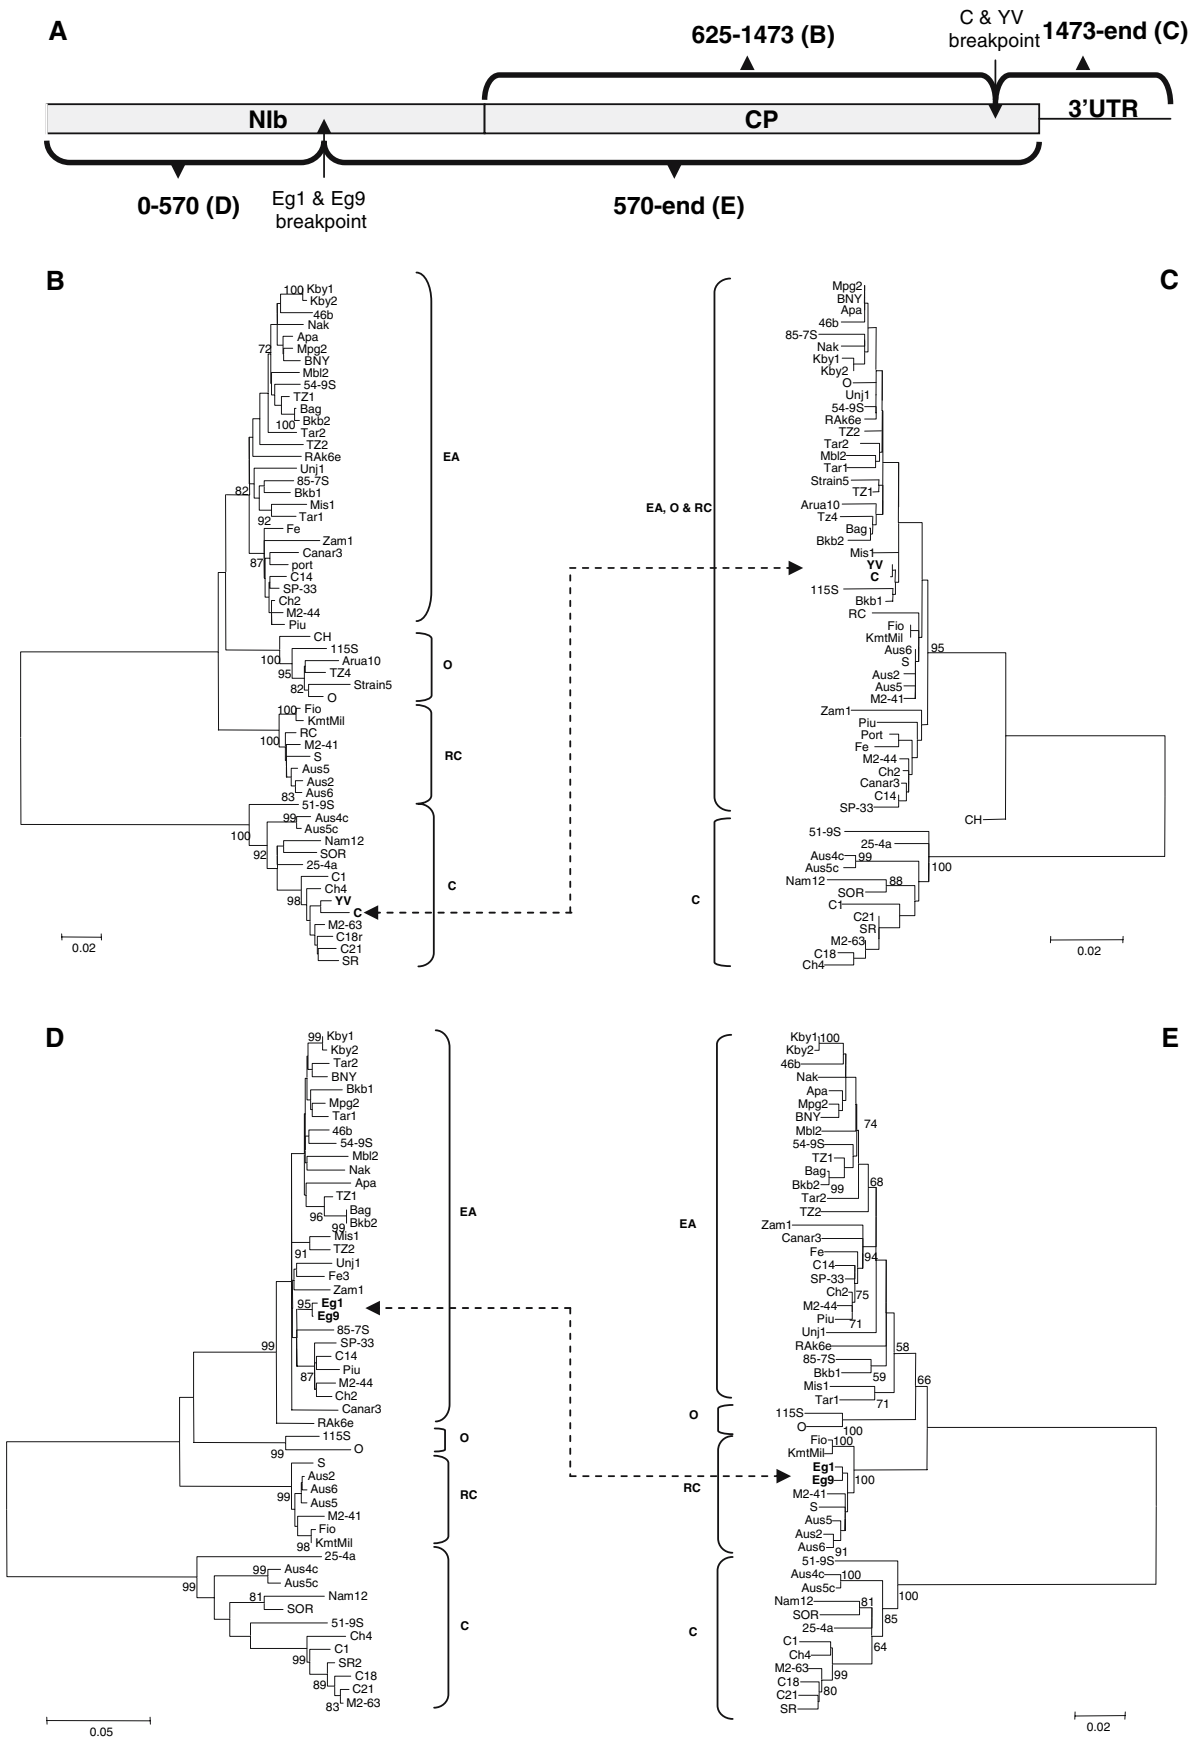 A
625-1473 (B)
C & YV
breakpoint
1473-end (C)
NIb
CP
3'UTR
0-570 (D)
Eg1 & Eg9
breakpoint
570-end (E)
B
100 Kby1
Kby2
46b
Nak
Apa
72 Mpg2
BNY
Mbl2
54-9S
TZ1
Bag
Bkb2
100
Tar2
TZ2
RAk6e
Unj1
85-7S
82 Bkb1
Mis1
Tar1
92
Fe
Zam1
Canar3
87 port
C14
SP-33
Ch2
M2-44
Piu
CH
115S
100 Arua10
95 TZ4
Strain5
82 O
100 Fio
KmtMil
RC
100 M2-41
S
Aus5
Aus2
83 Aus6
51-9S
99 Aus4c
Aus5c
100
Nam12
92 SOR
25-4a
C1
Ch4
98 YV
C
M2-63
C18r
C21
SR
EA
O
RC
C
0.02
C
Mpg2
BNY
Apa
46b
85-7S
Nak
Kby1
Kby2
O
Unj1
54-9S
RAk6e
TZ2
Tar2
Mbl2
Tar1
Strain5
TZ1
Arua10
Tz4
Bag
Bkb2
Mis1
YV
C
115S
Bkb1
RC
Fio
KmtMil
Aus6
95
S
Aus2
Aus5
M2-41
Zam1
Piu
Port
Fe
M2-44
Ch2
Canar3
C14
SP-33
CH
51-9S
25-4a
Aus4c 99
Aus5c
100
Nam12 88
SOR
C1
C21
SR
M2-63
C18
Ch4
EA, O & RC
C
0.02
D
99 Kby1
Kby2
Tar2
BNY
Bkb1
Mpg2
Tar1
46b
54-9S
Mbl2
Nak
Apa
TZ1
96 Bag
99 Bkb2
Mis1
TZ2
91
Unj1
Fe3
Zam1
95 Eg1
Eg9
85-7S
99 SP-33
C14
Piu
87
M2-44
Ch2
Canar3
RAk6e
115S
99 O
S
Aus2
Aus6
99 Aus5
M2-41
Fio
98 KmtMil
25-4a
99 Aus4c
99 Aus5c
81 Nam12
SOR
51-9S
Ch4
C1
99 SR2
C18
89 C21
83 M2-63
EA
O
RC
C
0.05
E
Kby1 100
Kby2
46b
Nak
Apa
Mpg2
BNY
74
Mbl2
54-9S
TZ1
Bag
Bkb2 99
68
Tar2
TZ2
Zam1
Canar3
Fe
94
C14
SP-33
Ch2 75
M2-44
Piu 71
Unj1
RAk6e
58
85-7S
Bkb1 59
66
Mis1
Tar1 71
115S
O 100
Fio 100
KmtMil
Eg1
Eg9 100
M2-41
S
Aus5
Aus2
Aus6 91
51-9S
Aus4c 100
Aus5c
100
Nam12 81
SOR
85
25-4a
C1
64
Ch4
M2-63
99
C18
80
C21
SR
EA
O
RC
C
0.02